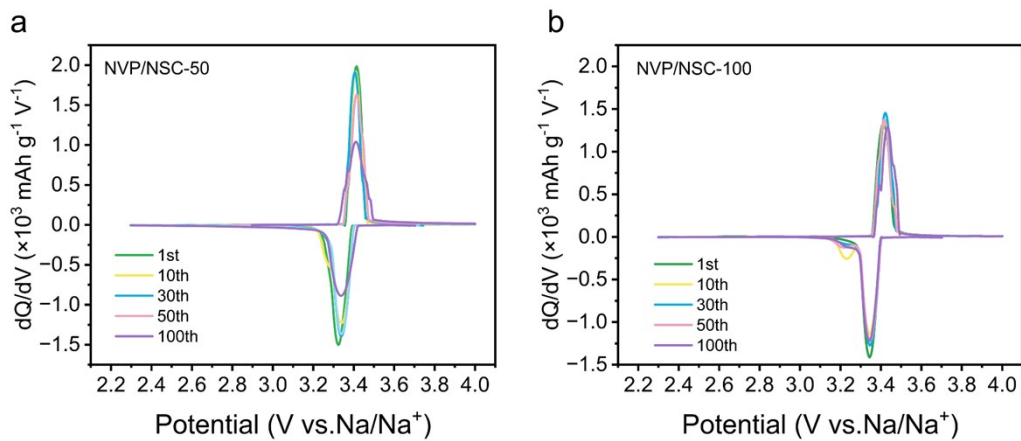 a
NVP/NSC-50
2.0
1.5
1.0
0.5
0.0
−0.5
−1.0
−1.5
dQ/dV (×10³ mAh g⁻¹ V⁻¹)
1st
10th
30th
50th
100th
2.2 2.4 2.6 2.8 3.0 3.2 3.4 3.6 3.8 4.0
Potential (V vs.Na/Na⁺)
b
NVP/NSC-100
2.0
1.5
1.0
0.5
0.0
−0.5
−1.0
−1.5
dQ/dV (×10³ mAh g⁻¹ V⁻¹)
1st
10th
30th
50th
100th
2.2 2.4 2.6 2.8 3.0 3.2 3.4 3.6 3.8 4.0
Potential (V vs.Na/Na⁺)